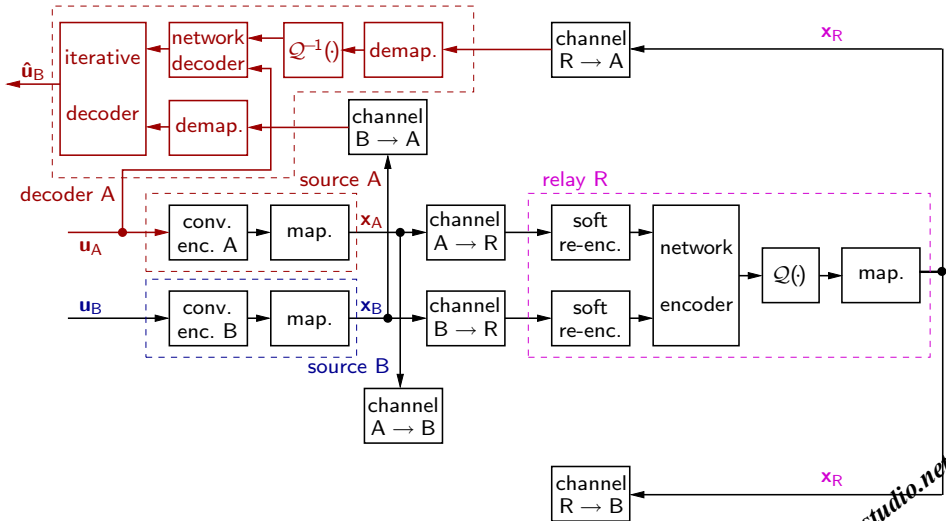 iterative
decoder
network
decoder
𝒬⁻¹(·)
demap.
channel
R → A
x_R
û_B
demap.
channel
B → A
decoder A
source A
relay R
u_A
conv.
enc. A
map.
x_A
channel
A → R
soft
re-enc.
network
encoder
𝒬(·)
map.
u_B
conv.
enc. B
map.
x_B
channel
B → R
soft
re-enc.
source B
channel
A → B
channel
R → B
x_R
studio.net